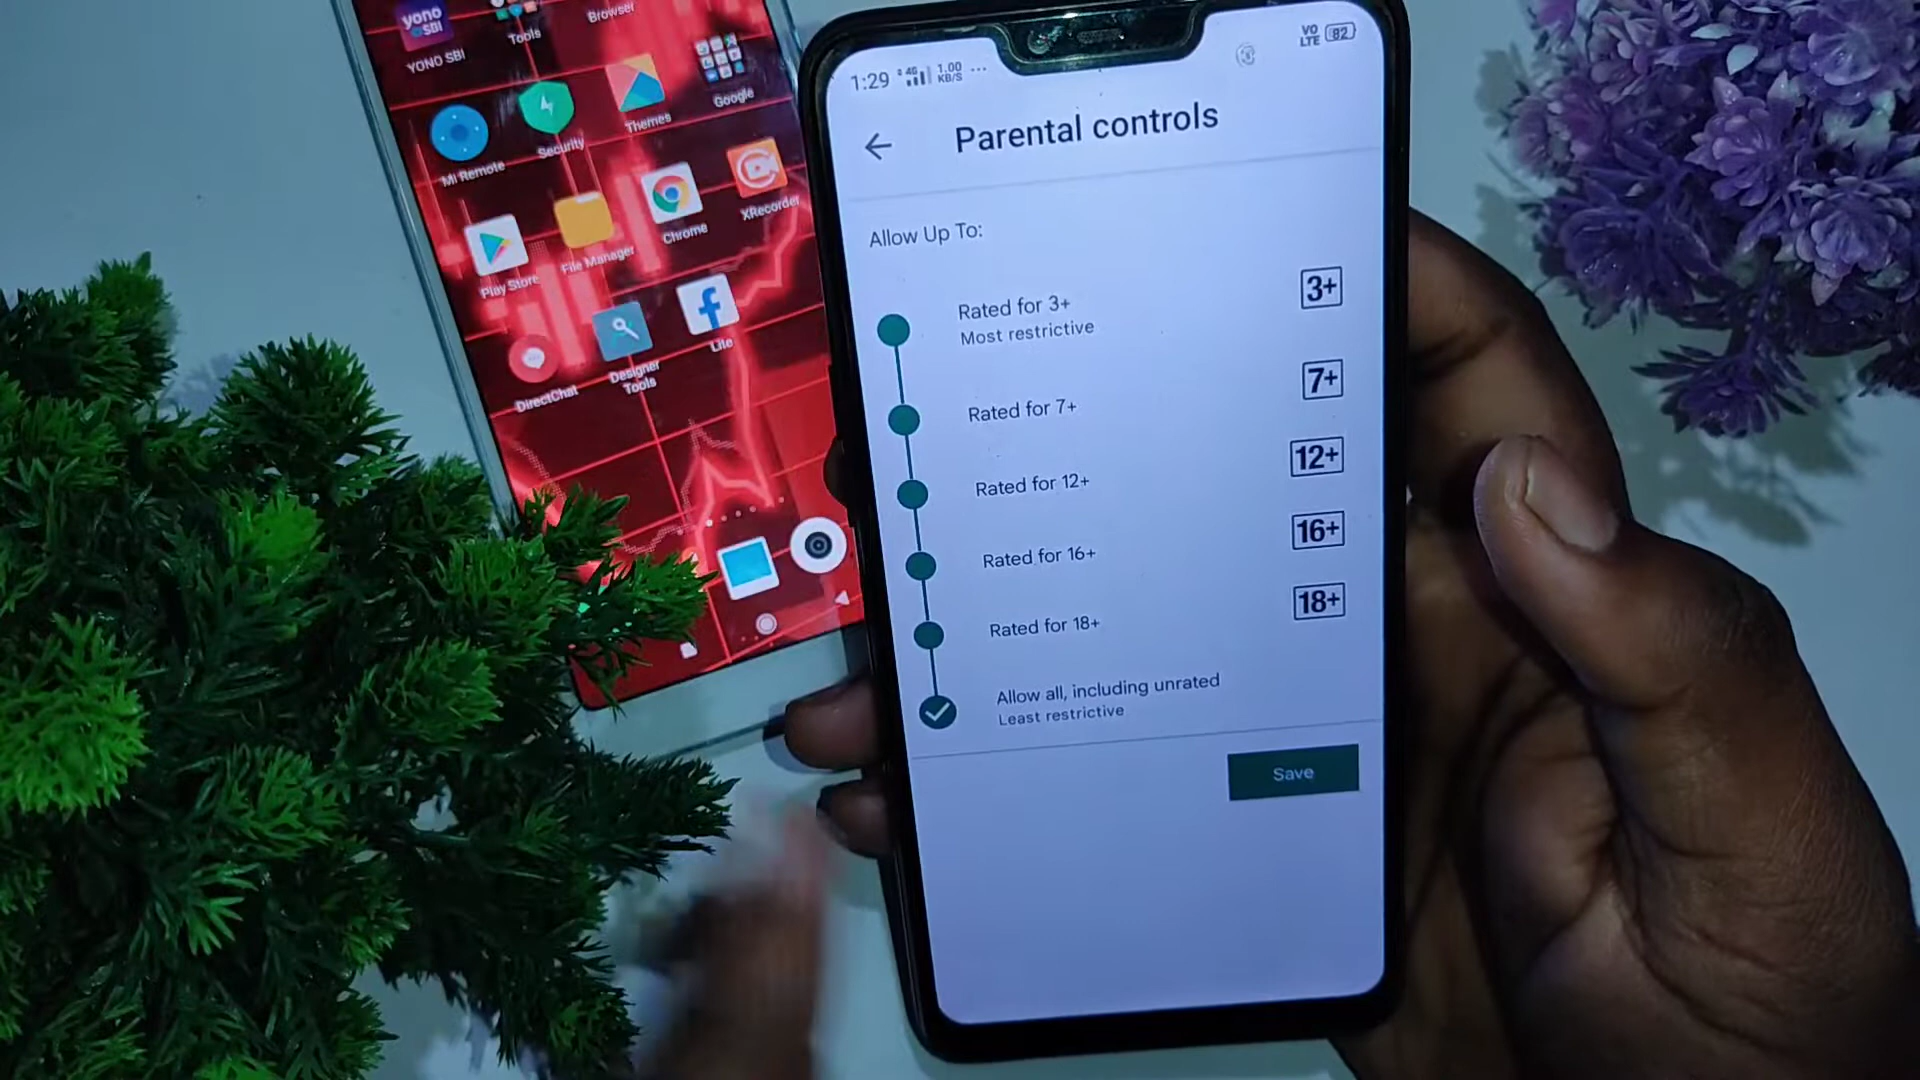 yono
SBI
YONO SBI
Tools
Browser
Mi Remote
Security
Themes
Google
Play Store
File Manager
Chrome
XRecorder
DirectChat
Designer
Tools
Lite
1:29 4G 1.00
KB/S ...
VO
LTE 82
Parental controls
Allow Up To:
Rated for 3+ 3+
Most restrictive
Rated for 7+ 7+
Rated for 12+ 12+
Rated for 16+ 16+
Rated for 18+ 18+
Allow all, including unrated
Least restrictive
Save